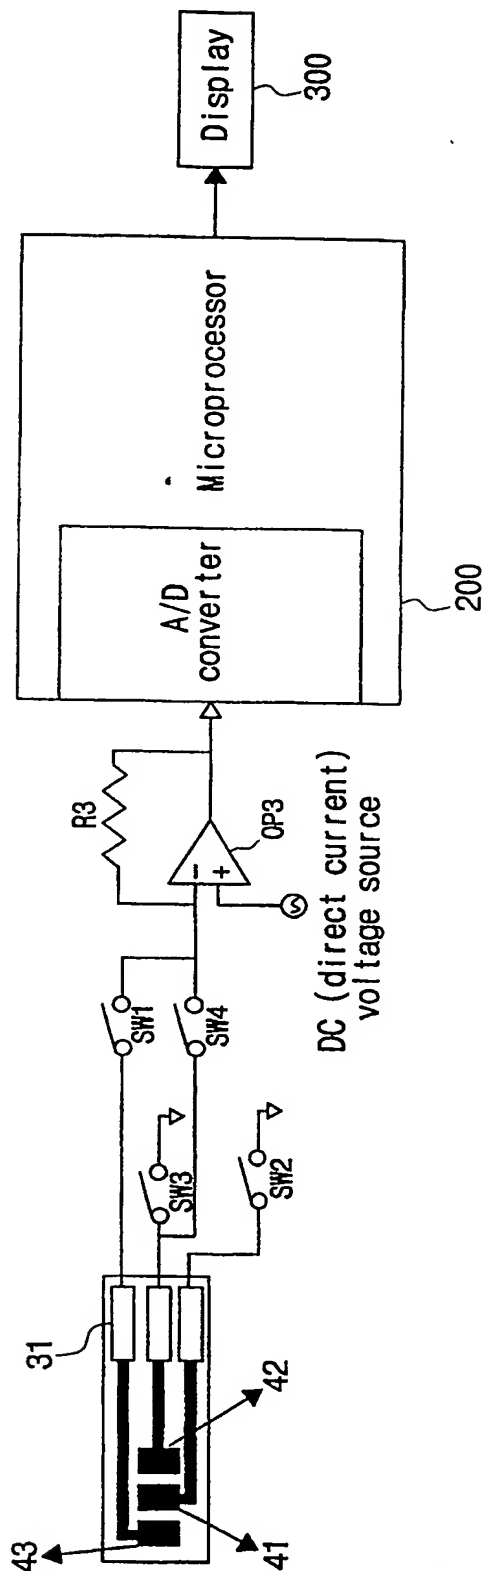 43
41
42
31
SW3
SW2
SW1
SW4
R3
−
+
OP3
DC (direct current)
voltage source
A/D
converter
Microprocessor
200
Display
300